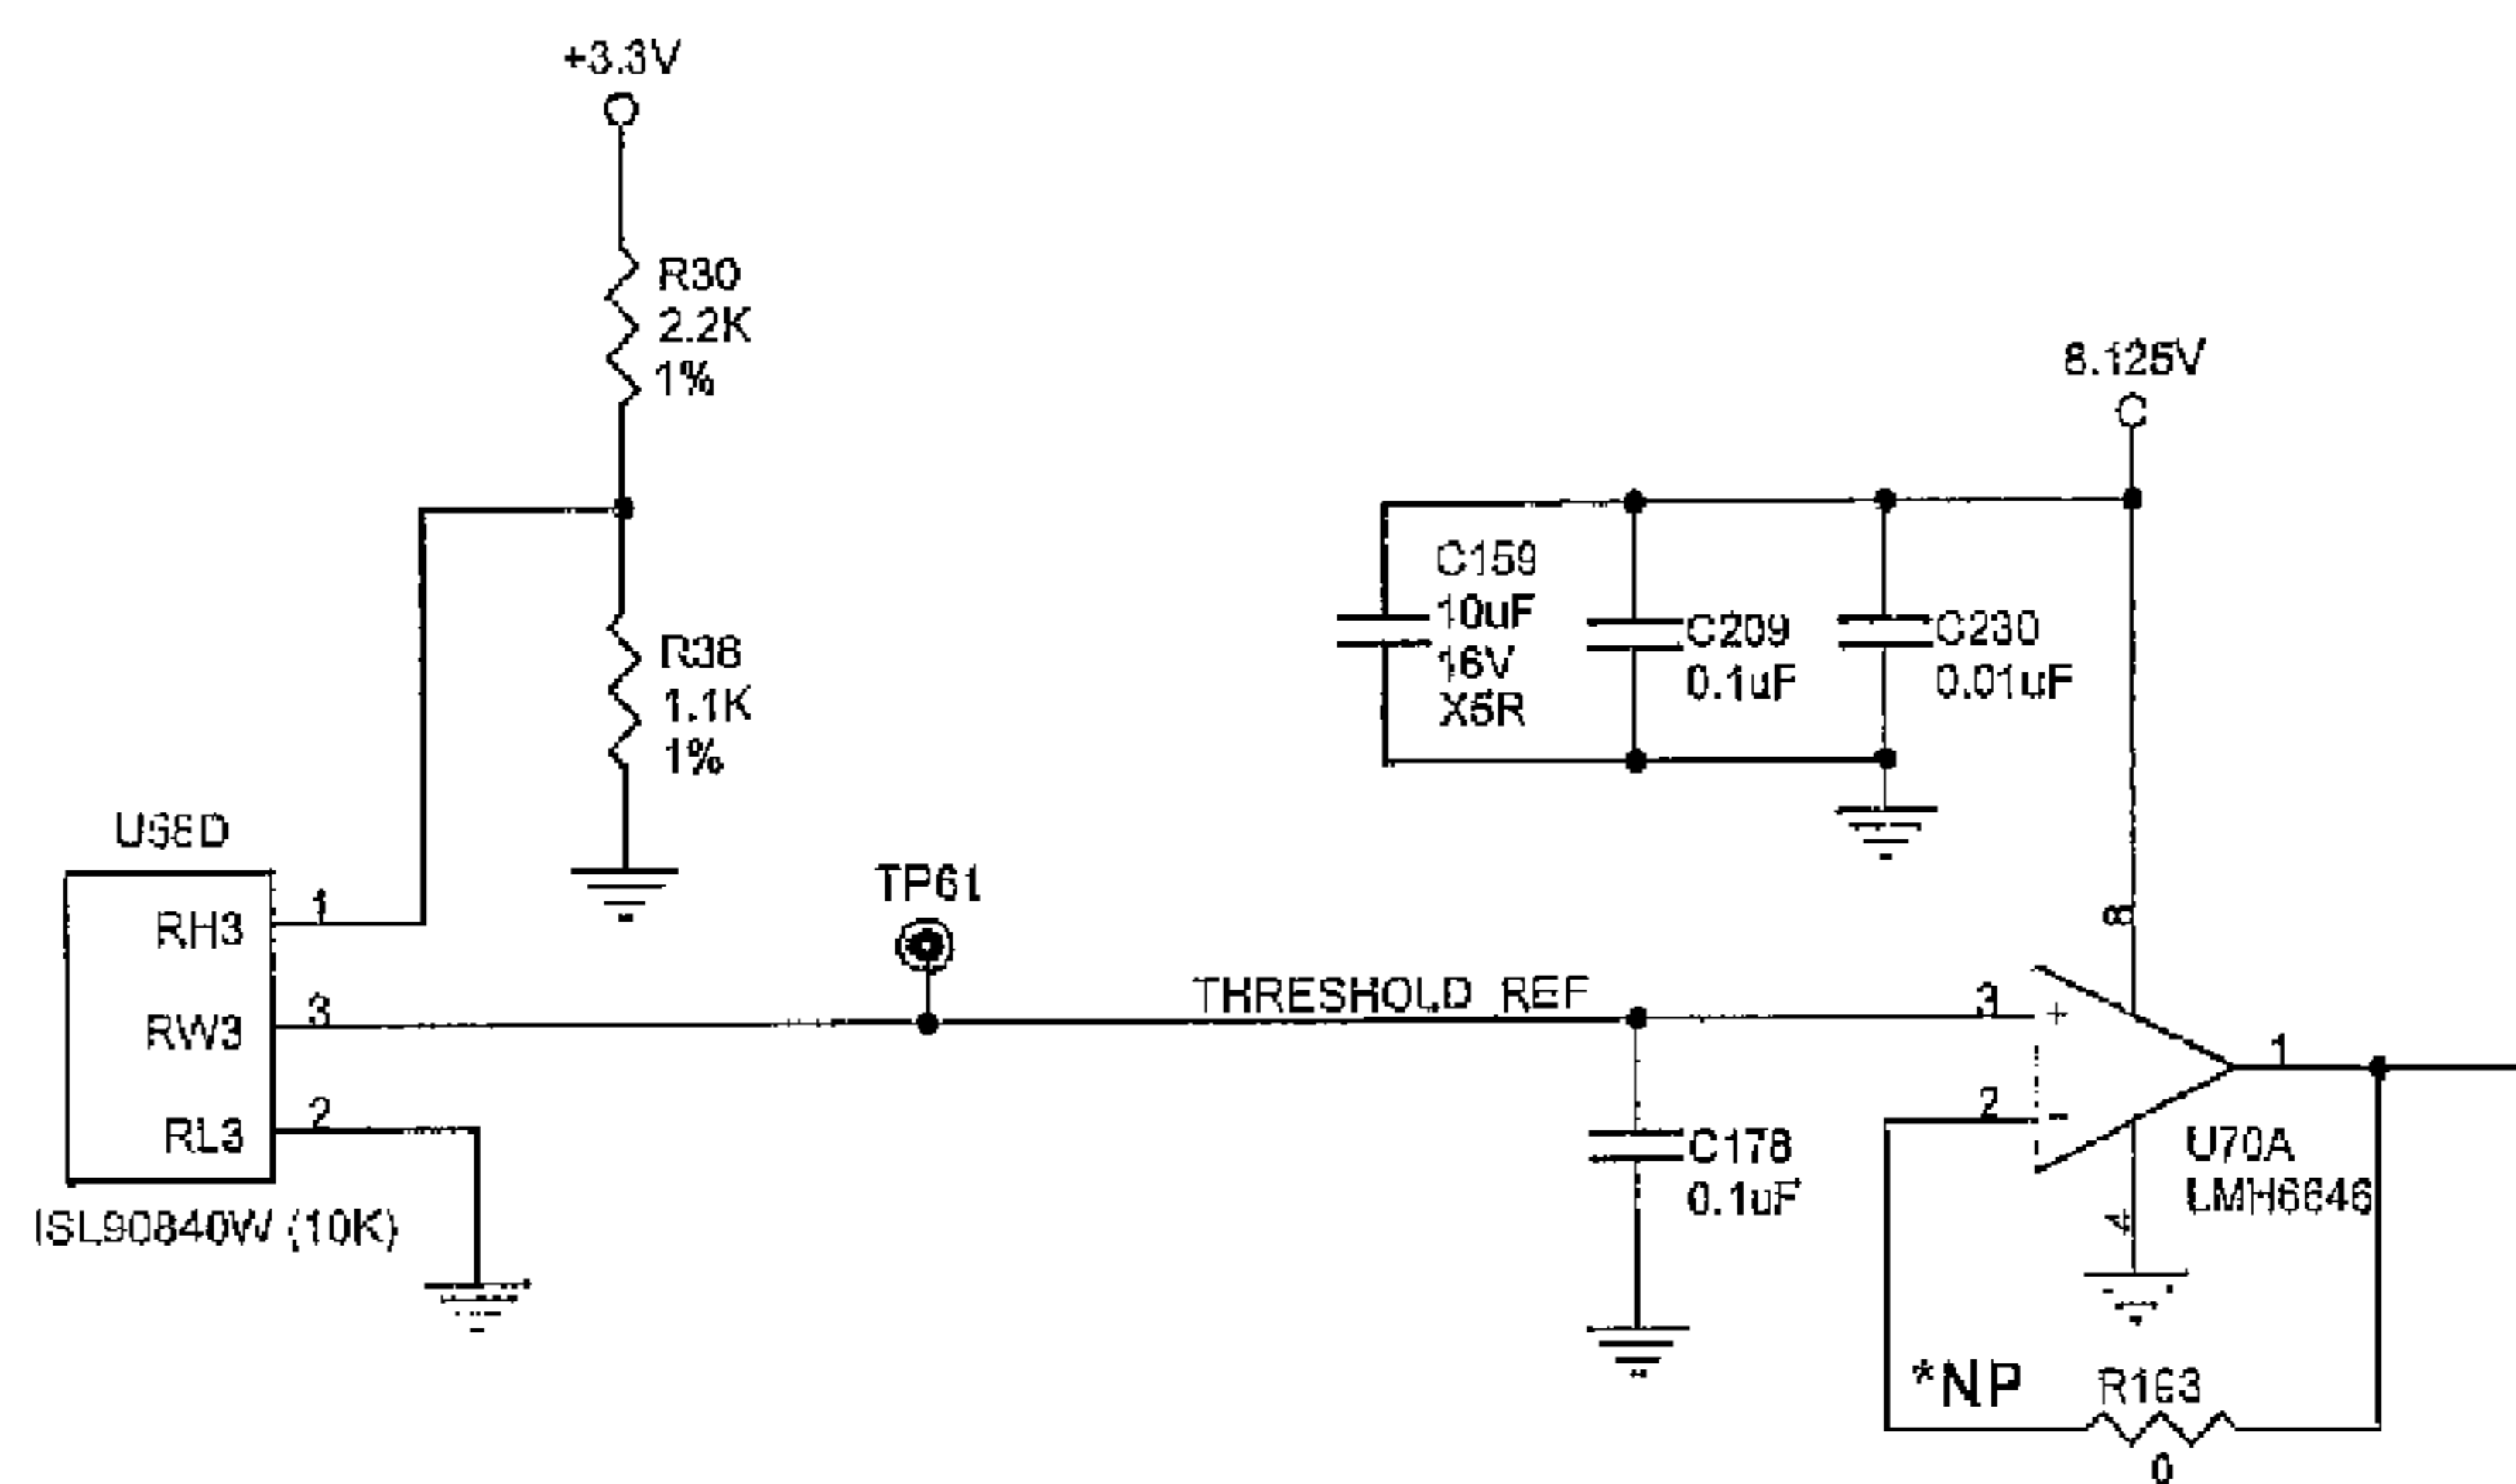 +3.3V
R30
2.2K
1%
8.125V
C159
10uF
16V
X5R
C209
0.1uF
C230
0.01uF
R38
1.1K
1%
TP61
RH3
1
RW3
3
RL3
2
ISL90840W (10K)
THRESHOLD_REF
8
3
+
2
-
1
4
U70A
LMH6646
C178
0.1uF
*NP
0